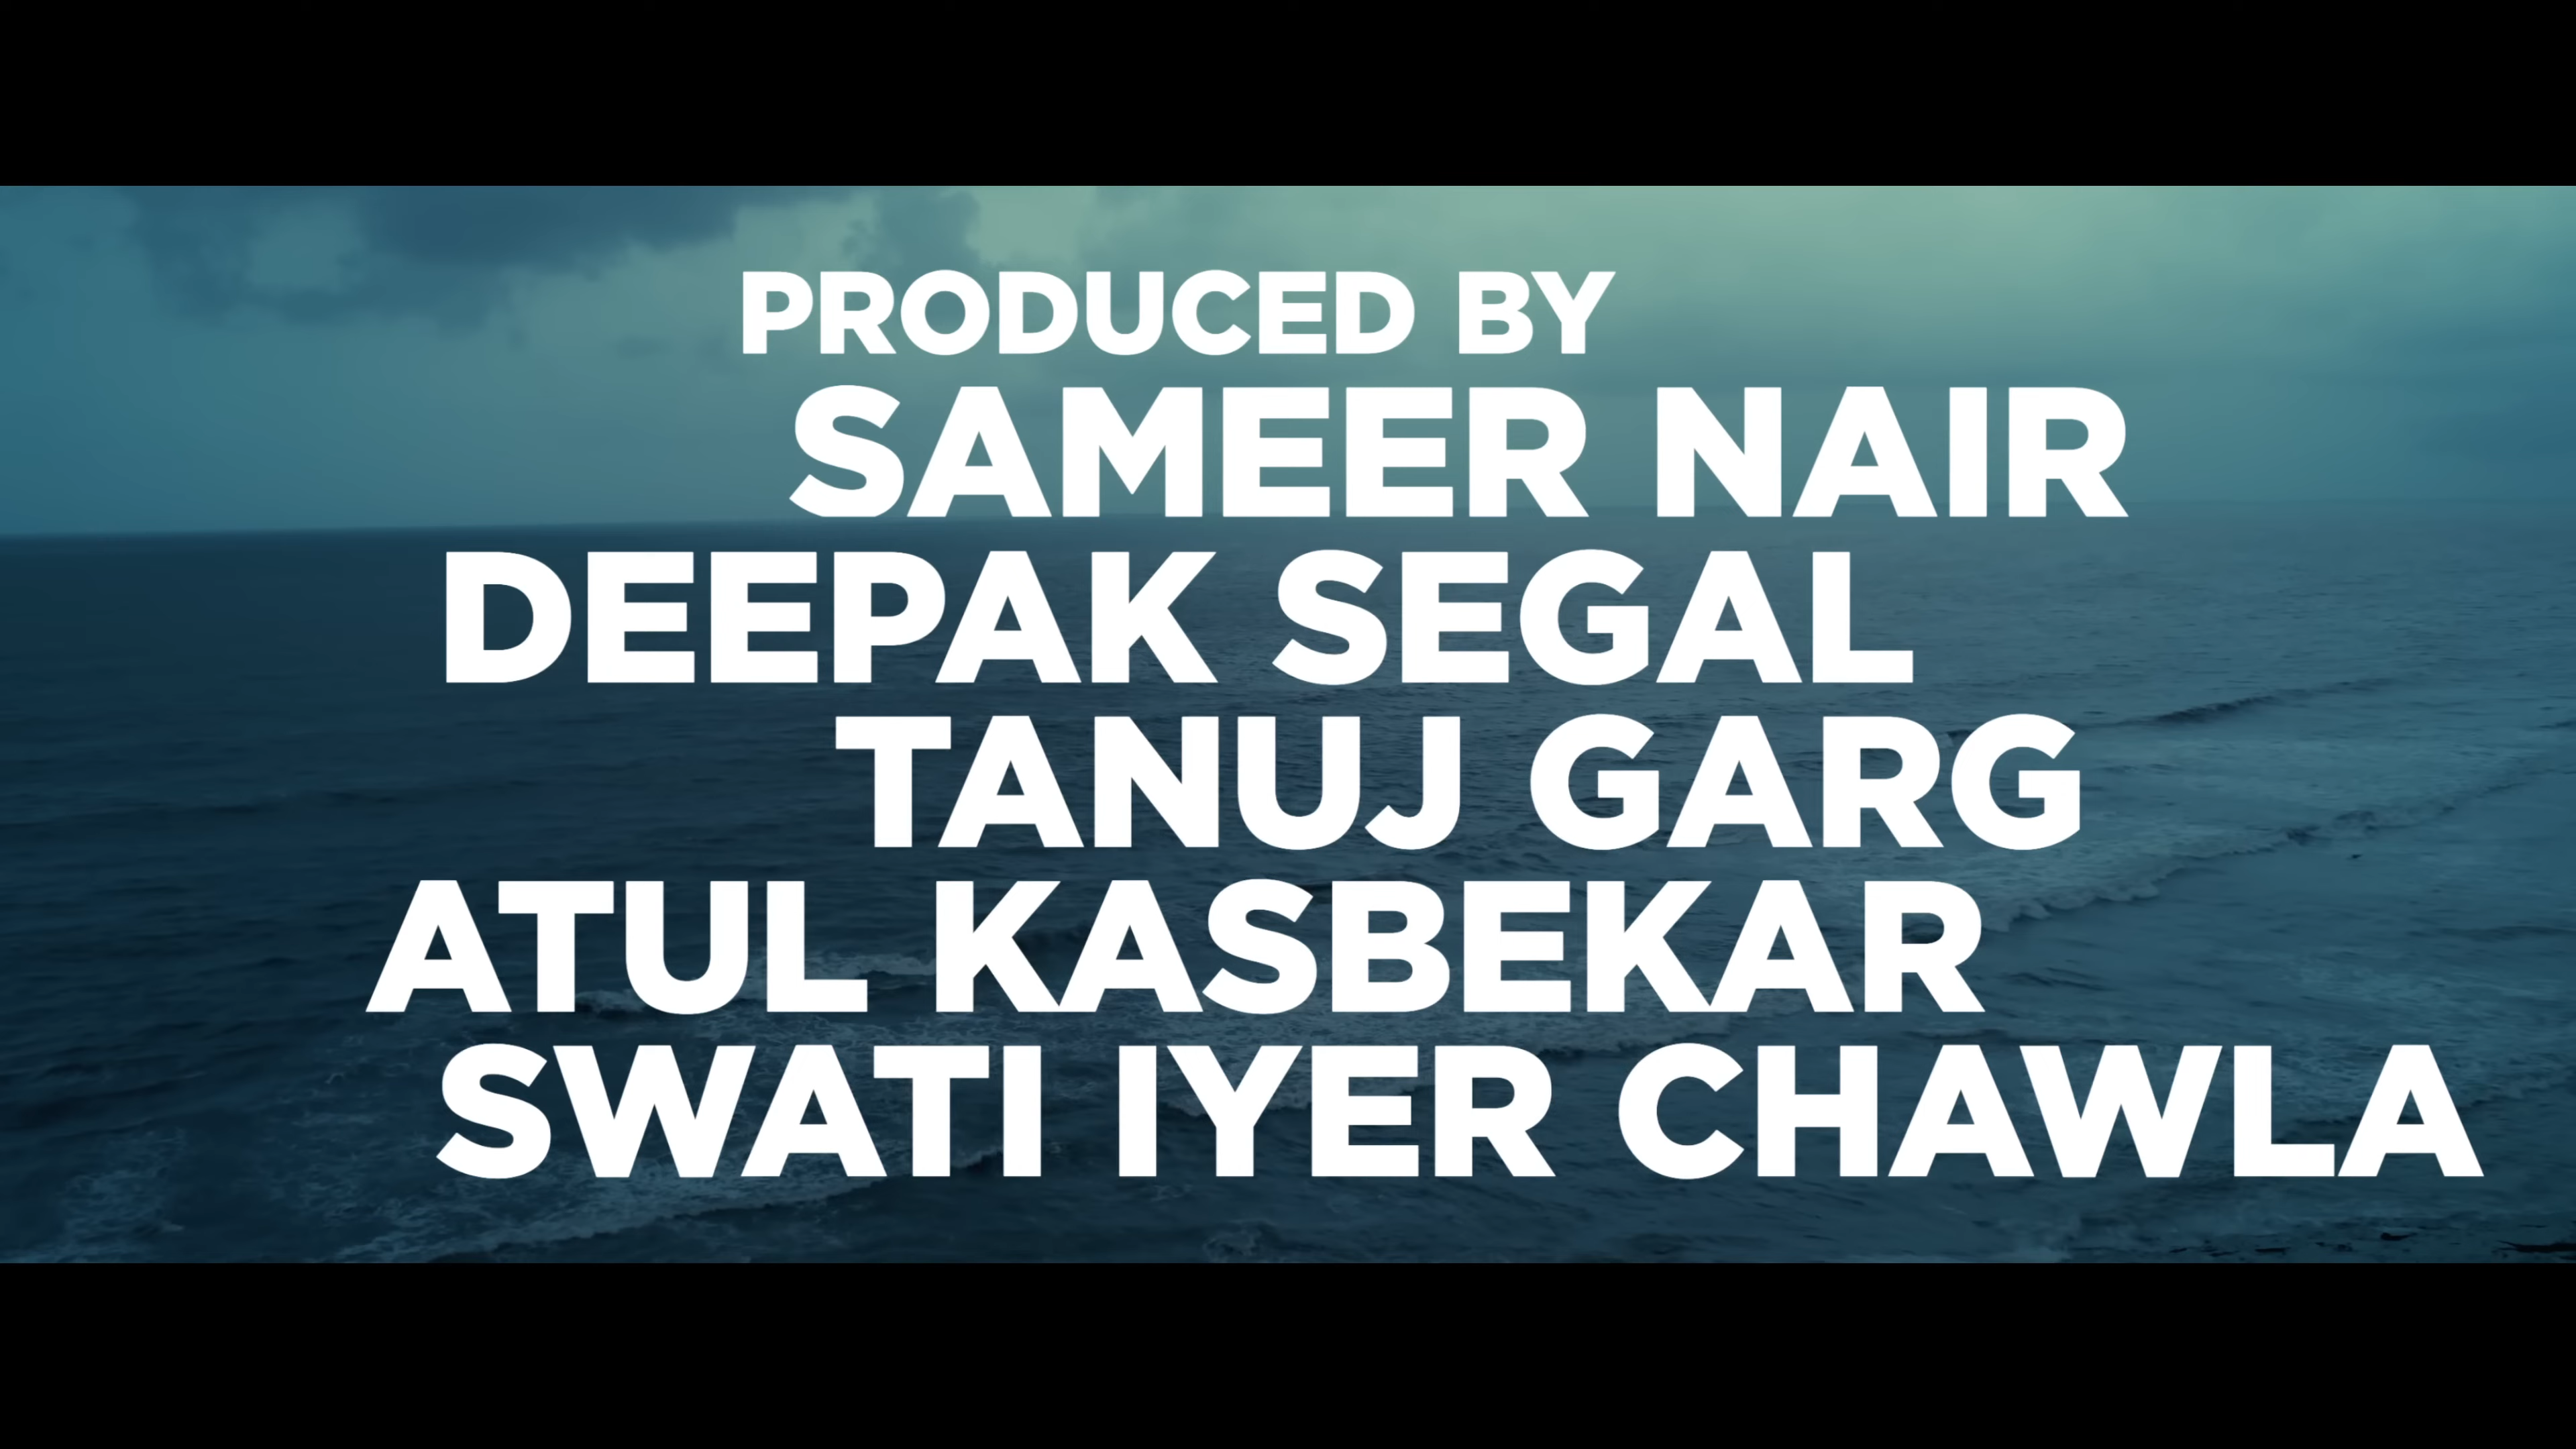 PRODUCED BY
SAMEER NAIR
DEEPAK SEGAL
TANUJ GARG
ATUL KASBEKAR
SWATI IYER CHAWLA